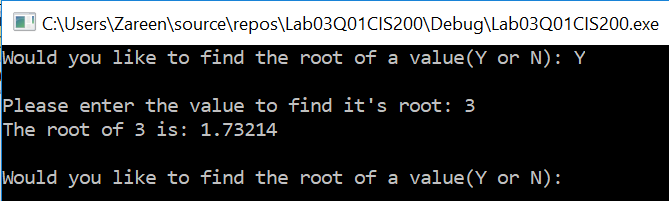 C:\Users\Zareen\source\repos\Lab03Q01CIS200\Debug\Lab03Q01CIS200.exe
Would you like to find the root of a value(Y or N): Y
Please enter the value to find it's root: 3
The root of 3 is: 1.73214
Would you like to find the root of a value(Y or N):